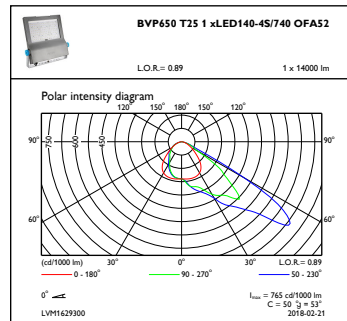 BVP650 T25 1 xLED140-4S/740 OFA52
L.O.R.= 0.89 1 x 14000 lm
Polar intensity diagram
120° 150° 180° 150° 120°
90° 90°
750 600 450
60° 60°
(cd/1000 lm) 30° 0° 30° L.O.R.= 0.89
0 - 180° 90 - 270° 50 - 230°
0° Imax = 765 cd/1000 lm
C = 50 °g = 53°
LVM1629300 2018-02-21